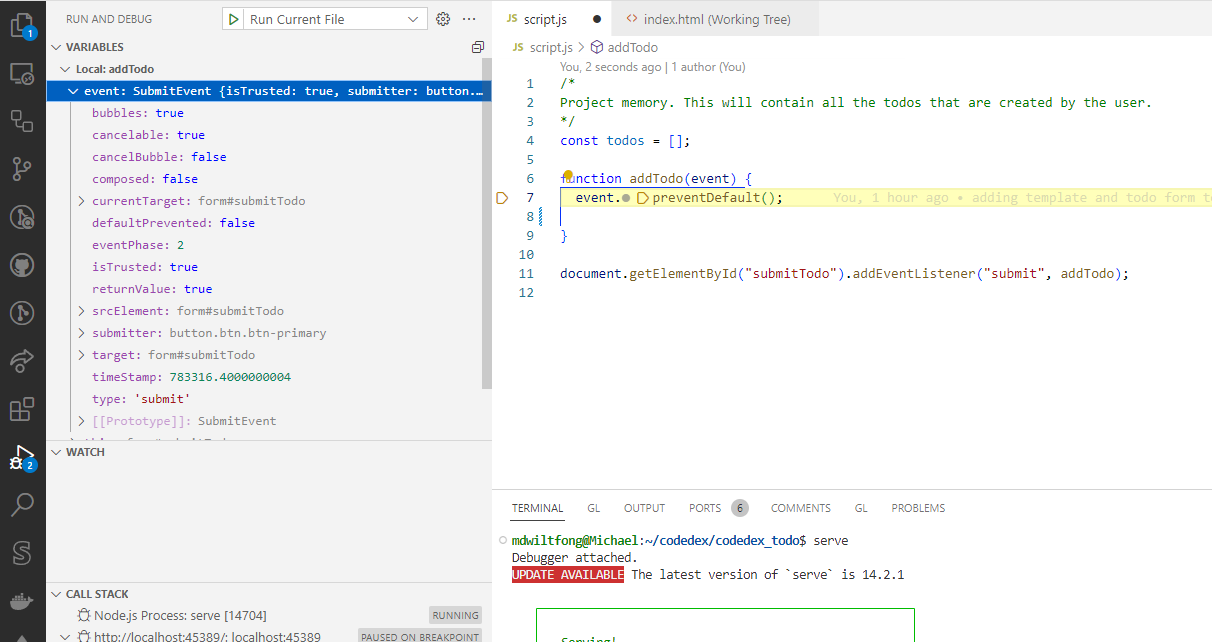 RUN AND DEBUG
Run Current File
VARIABLES
Local: addTodo
event: SubmitEvent {isTrusted: true, submitter: button.…
bubbles: true
cancelable: true
cancelBubble: false
composed: false
currentTarget: form#submitTodo
defaultPrevented: false
eventPhase: 2
isTrusted: true
returnValue: true
srcElement: form#submitTodo
submitter: button.btn.btn-primary
target: form#submitTodo
timeStamp: 783316.4000000004
type: 'submit'
[[Prototype]]: SubmitEvent
WATCH
CALL STACK
Node.js Process: serve [14704] RUNNING
http://localhost:45389/: localhost:45389 PAUSED ON BREAKPOINT
1
2
JS script.js
<> index.html (Working Tree)
JS script.js > addTodo
You, 2 seconds ago | 1 author (You)
1 /*
2 Project memory. This will contain all the todos that are created by the user.
3 */
4 const todos = [];
5
6 function addTodo(event) {
7 event.preventDefault(); You, 1 hour ago • adding template and todo form t
8
9 }
10
11 document.getElementById("submitTodo").addEventListener("submit", addTodo);
12
TERMINAL GL OUTPUT PORTS 6 COMMENTS GL PROBLEMS
mdwiltfong@Michael:~/codedex/codedex_todo$ serve
Debugger attached.
UPDATE AVAILABLE The latest version of `serve` is 14.2.1
Serving!